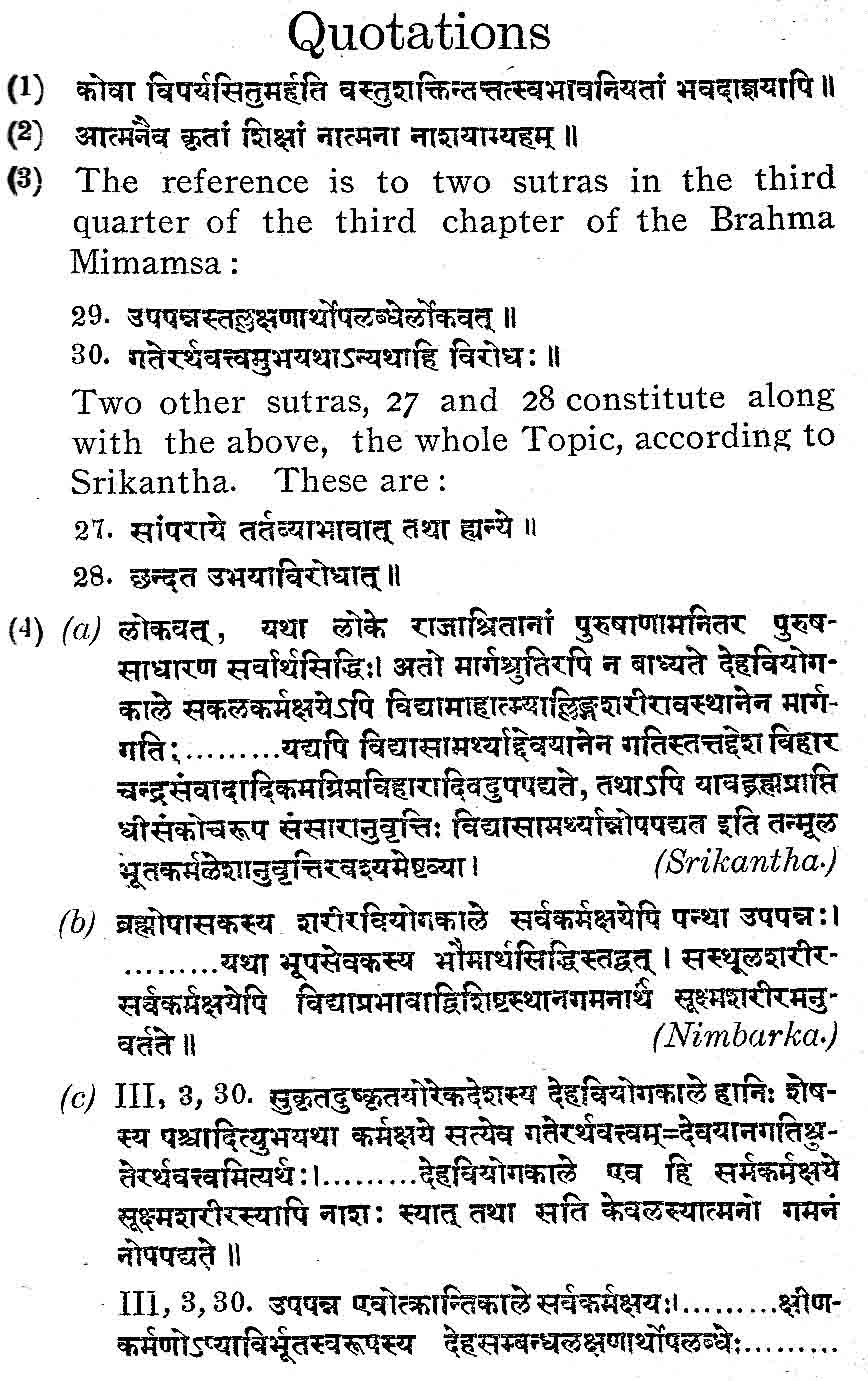 Quotations
(1) कोवा विपर्यसितुमर्हति वस्तुशक्तिन्तत्तत्स्वभावनियतां भवदाज्ञयापि ॥
(2) आत्मनैव कृतां शिक्षां नात्मना नाशयाम्यहम् ॥
(3) The reference is to two sutras in the third
quarter of the third chapter of the Brahma
Mimamsa :
29. उपपन्नस्तल्लक्षणार्थोपलब्धेर्लोकवत् ॥
30. गतेरर्थवत्त्वमुभयथाऽन्यथाहि विरोधः ॥
Two other sutras, 27 and 28 constitute along
with the above, the whole Topic, according to
Srikantha. These are :
27. सांपराये तर्तव्याभावात् तथा ह्यन्ये ॥
28. छन्दत उभयाविरोधात् ॥
(4) (a) लोकवत्, यथा लोके राजाश्रितानां पुरुषाणामनितर पुरुष-
साधारण सर्वार्थसिद्धिः। अतो मार्गश्रुतिरपि न बाध्यते देहवियोग-
काले सकलकर्मक्षयेऽपि विद्यामाहात्म्याल्लिङ्गशरीरावस्थानेन मार्ग-
गतिः..........यद्यपि विद्यासामर्थ्याद्देवयानेन गतिस्तत्तद्देश विहार
चन्द्रसंवादादिकमग्रिमविहारादिवदुपपद्यते, तथाऽपि यावद्ब्रह्मप्राप्ति
धीसंकोचरूप संसारानुवृत्तिः विद्यासामर्थ्यान्नोपपद्यत इति तन्मूल
भूतकर्मलेशानुवृत्तिरवश्यमेष्टव्या। (Srikantha.)
(b) ब्रह्मोपासकस्य शरीरवियोगकाले सर्वकर्मक्षयेपि पन्था उपपन्नः।
..........यथा भूपसेवकस्य भौमार्थसिद्धिस्तद्वत् । सस्थूलशरीर-
सर्वकर्मक्षयेपि विद्याप्रभावाद्विशिष्टस्थानगमनार्थं सूक्ष्मशरीरमनु-
वर्तते ॥ (Nimbarka.)
(c) III, 3, 30. सुकृतदुष्कृतयोरेकदेशस्य देहवियोगकाले हानिः शेष-
स्य पश्चादित्युभयथा कर्मक्षये सत्येव गतेरर्थवत्त्वम्=देवयानगतिश्रु-
तेरर्थवत्त्वमित्यर्थः।..........देहवियोगकाले एव हि सर्मकर्मक्षये
सूक्ष्मशरीरस्यापि नाशः स्यात् तथा सति केवलस्यात्मनो गमनं
नोपपद्यते ॥
III, 3, 30. उपपन्न एवोत्क्रान्तिकाले सर्वकर्मक्षयः।..........क्षीण-
कर्मणोऽप्याविर्भूतस्वरूपस्य देहसम्बन्धलक्षणार्थोपलब्धेः..........